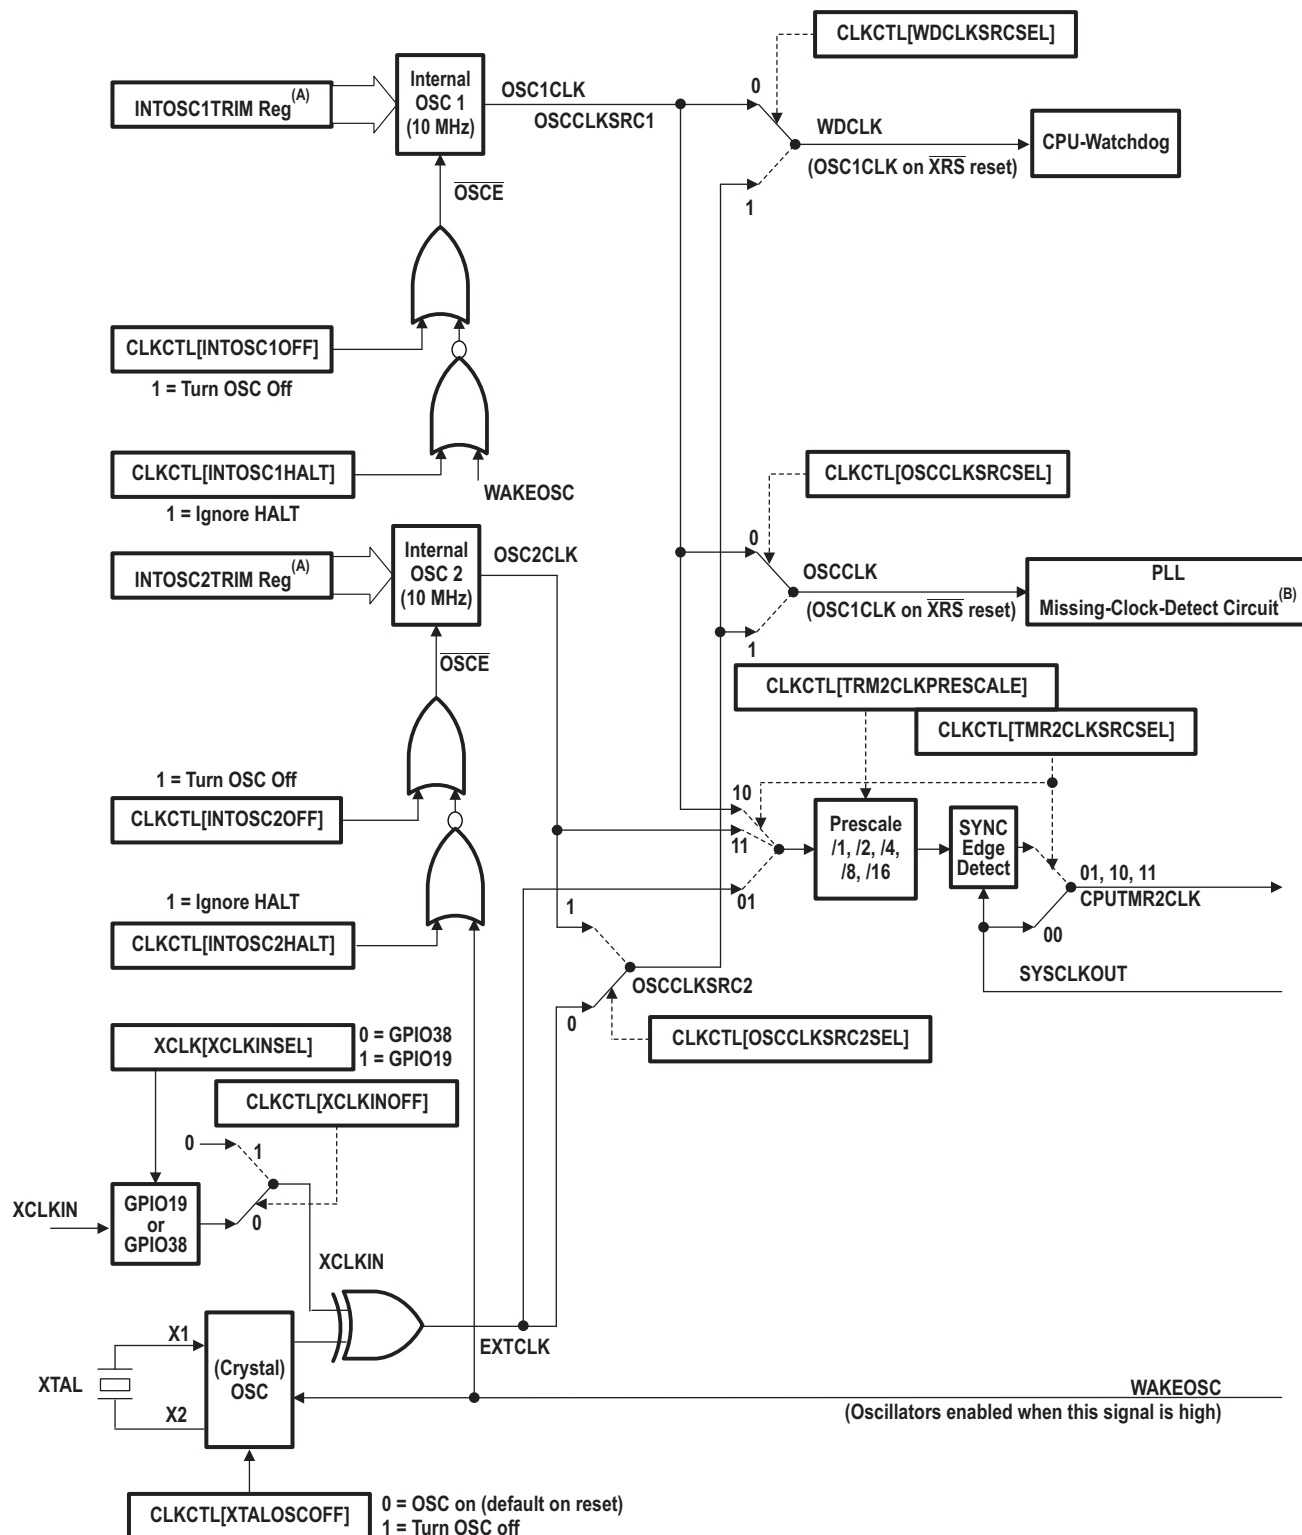 CLKCTL[WDCLKSRCSEL]
INTOSC1TRIM Reg(A)
Internal
OSC 1
(10 MHz)
OSC1CLK
OSCCLKSRC1
0
WDCLK
(OSC1CLK on XRS reset)
1
CPU-Watchdog
OSCE
CLKCTL[INTOSC1OFF]
1 = Turn OSC Off
CLKCTL[INTOSC1HALT]
1 = Ignore HALT
WAKEOSC
CLKCTL[OSCCLKSRCSEL]
INTOSC2TRIM Reg(A)
Internal
OSC 2
(10 MHz)
OSC2CLK
0
OSCCLK
(OSC1CLK on XRS reset)
1
PLL
Missing-Clock-Detect Circuit(B)
OSCE
CLKCTL[TRM2CLKPRESCALE]
CLKCTL[TMR2CLKSRCSEL]
1 = Turn OSC Off
CLKCTL[INTOSC2OFF]
10
11
01
Prescale
/1, /2, /4,
/8, /16
SYNC
Edge
Detect
01, 10, 11
CPUTMR2CLK
00
SYSCLKOUT
1 = Ignore HALT
CLKCTL[INTOSC2HALT]
1
OSCCLKSRC2
0
CLKCTL[OSCCLKSRC2SEL]
XCLK[XCLKINSEL]
0 = GPIO38
1 = GPIO19
CLKCTL[XCLKINOFF]
0
1
XCLKIN
GPIO19
or
GPIO38
0
XCLKIN
EXTCLK
X1
XTAL
X2
(Crystal)
OSC
WAKEOSC
(Oscillators enabled when this signal is high)
CLKCTL[XTALOSCOFF]
0 = OSC on (default on reset)
1 = Turn OSC off